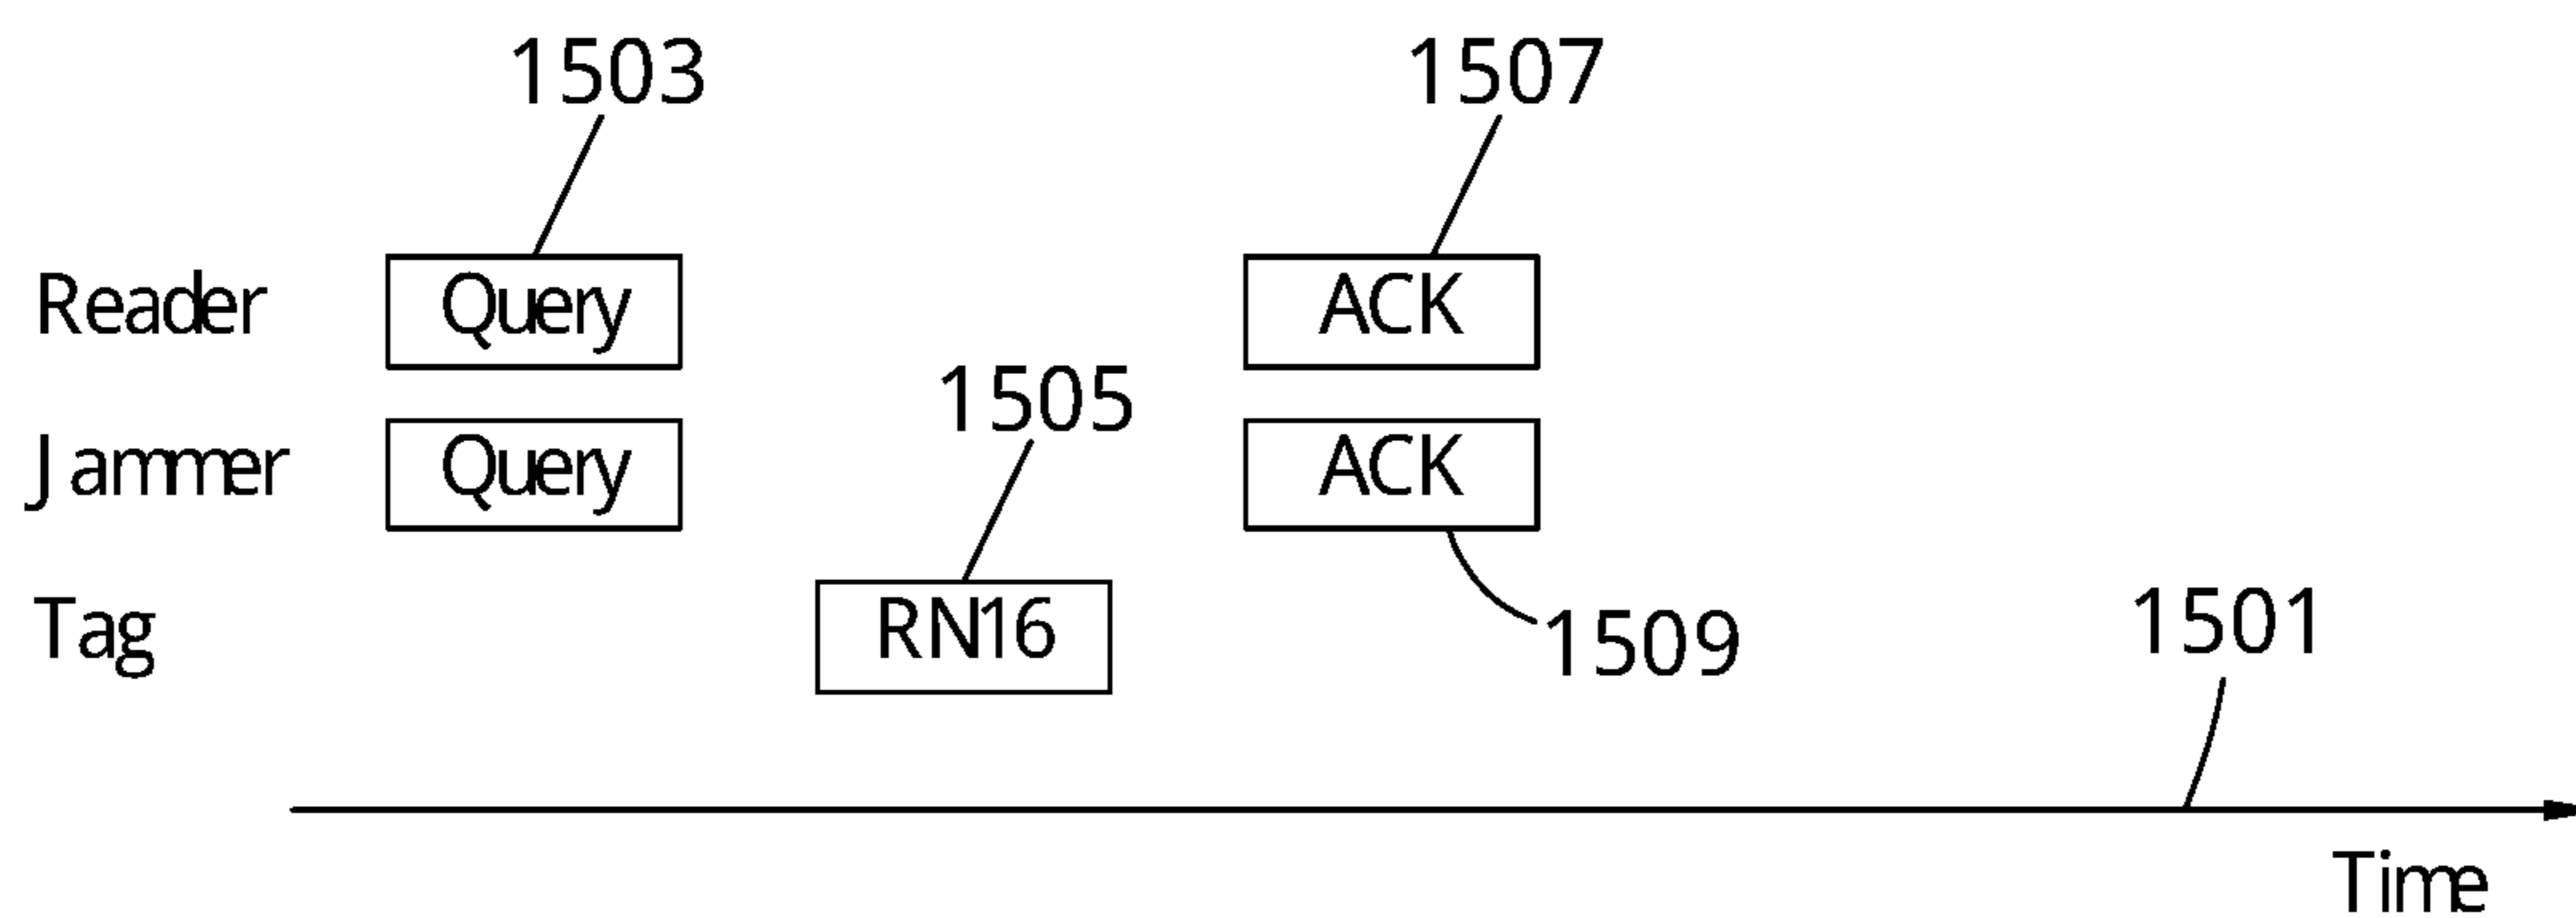 1503 1507
Reader Query ACK
1505
Jammer Query ACK
Tag RN16
1509 1501
Time